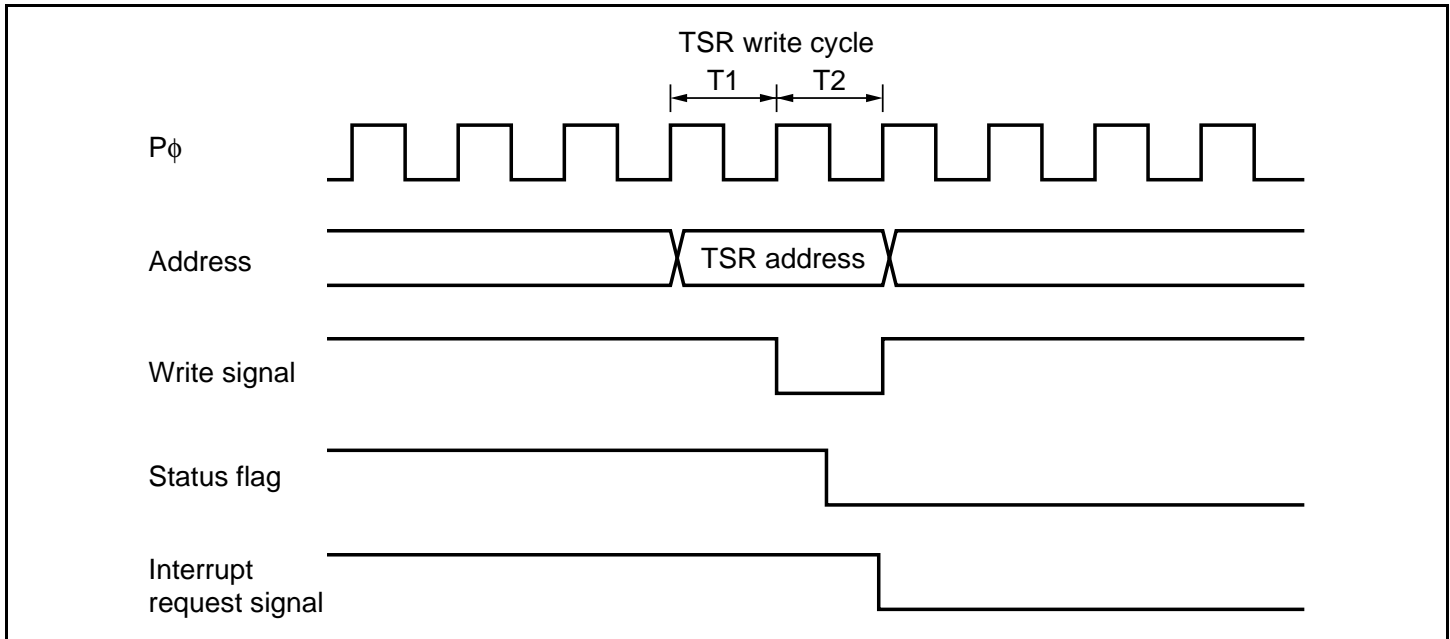 TSR write cycle
T1 T2
Pϕ
Address
TSR address
Write signal
Status flag
Interrupt
request signal